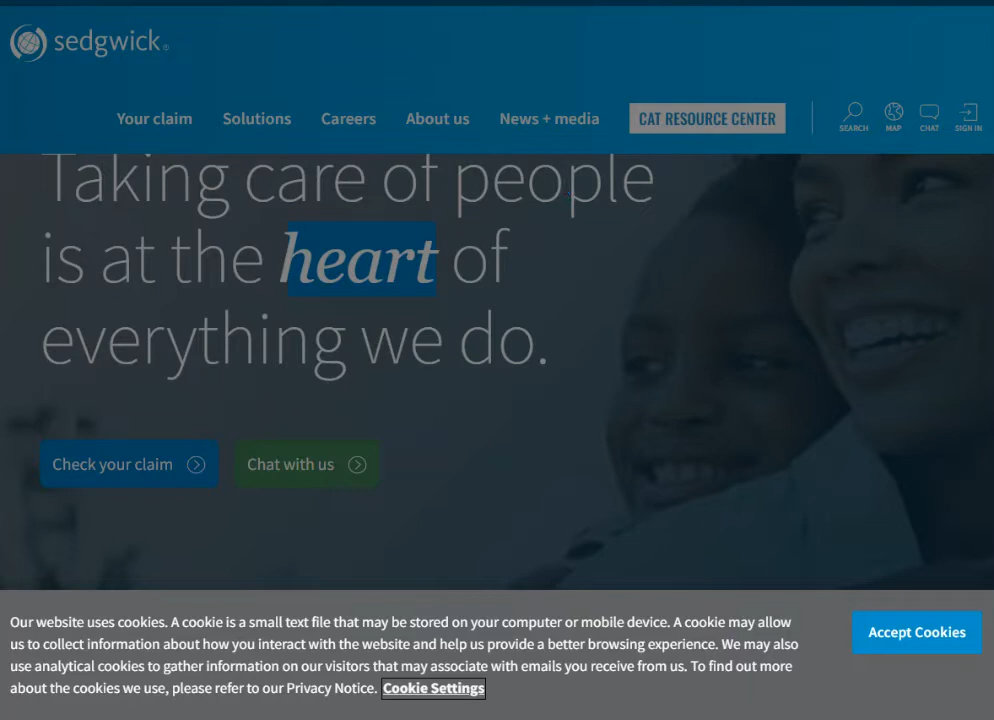 sedgwick®
Your claim Solutions Careers About us News + media CAT RESOURCE CENTER SEARCH MAP CHAT SIGN IN
Taking care of people
is at the heart of
everything we do.
Check your claim Chat with us
Our website uses cookies. A cookie is a small text file that may be stored on your computer or mobile device. A cookie may allow
us to collect information about how you interact with the website and help us provide a better browsing experience. We may also
use analytical cookies to gather information on our visitors that may associate with emails you receive from us. To find out more
about the cookies we use, please refer to our Privacy Notice. Cookie Settings
Accept Cookies